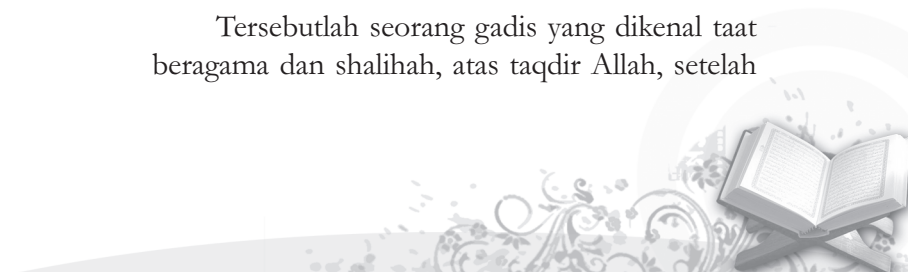 Tersebutlah seorang gadis yang dikenal taat
beragama dan shalihah, atas taqdir Allah, setelah